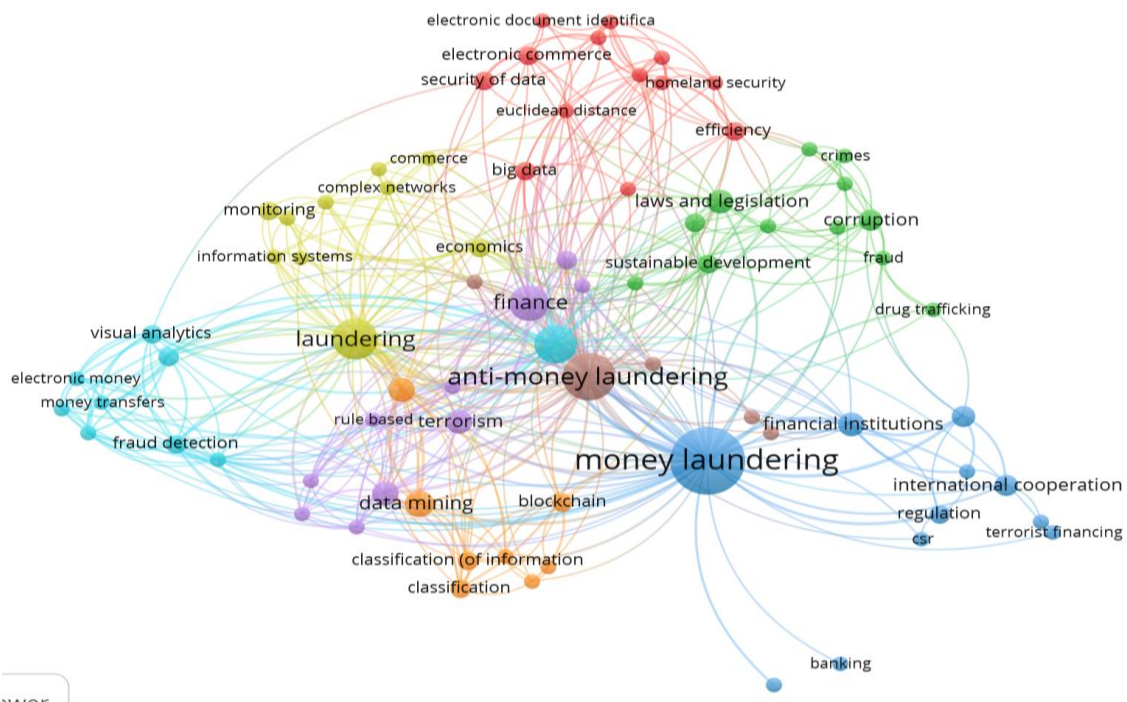 electronic document identifica
electronic commerce
security of data
homeland security
euclidean distance
efficiency
crimes
commerce
big data
complex networks
laws and legislation
monitoring
corruption
economics
information systems
sustainable development
fraud
finance
drug trafficking
visual analytics
laundering
electronic money
anti-money laundering
money transfers
rule based
terrorism
financial institutions
fraud detection
money laundering
international cooperation
data mining
blockchain
regulation
terrorist financing
csr
classification (of information
classification
banking